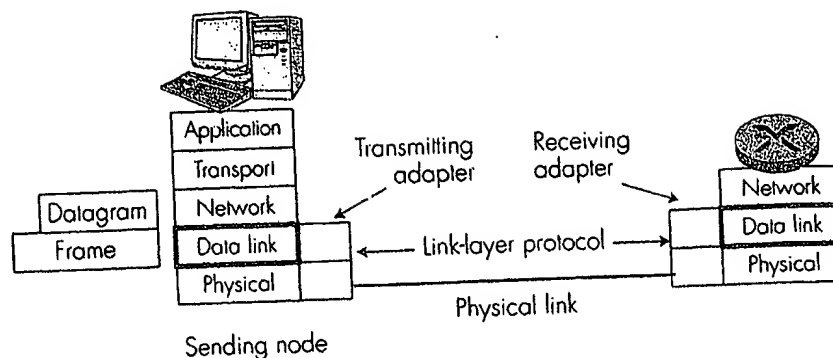 Application
Transport
Network
Data link
Physical
Datagram
Frame
Transmitting
adapter
Receiving
adapter
Link-layer protocol
Physical link
Network
Data link
Physical
Sending node